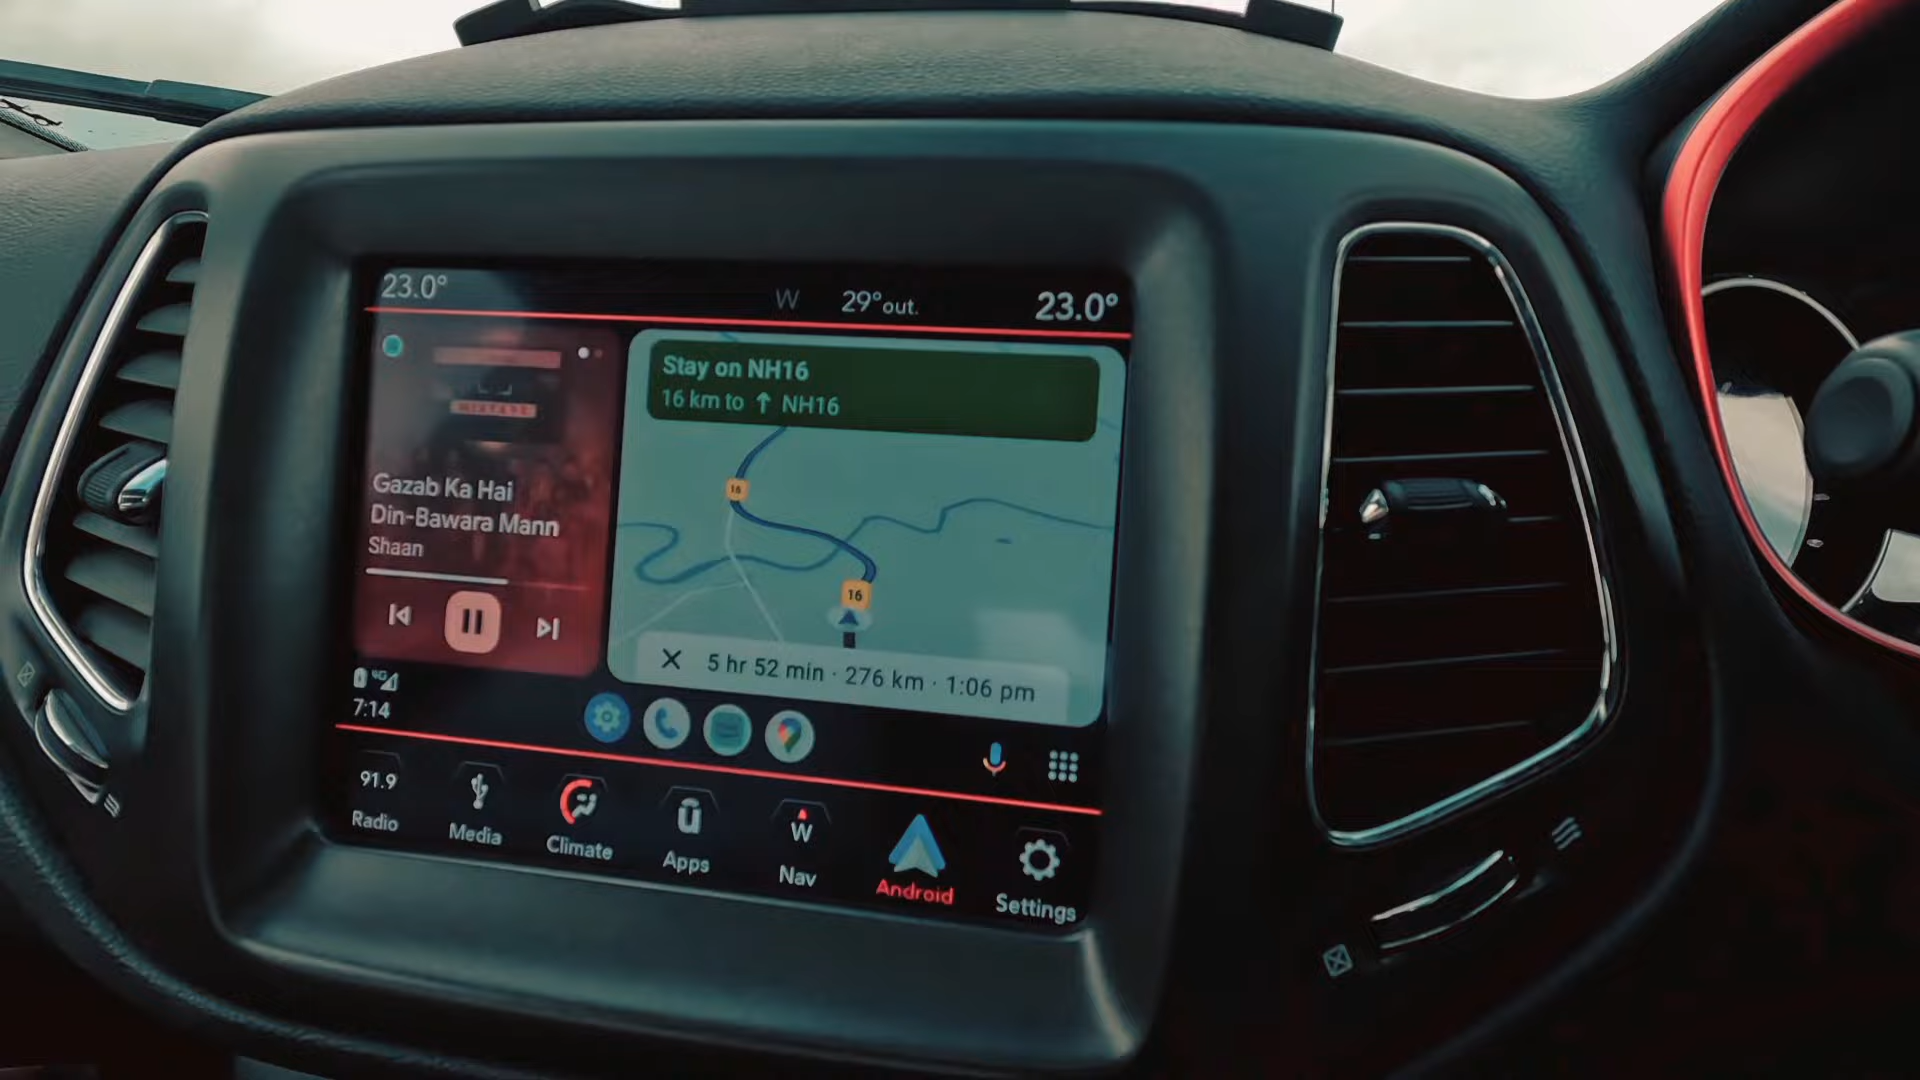 23.0°
W
29°out.
23.0°
MIXTAPE
Gazab Ka Hai
Din-Bawara Mann
Shaan
Stay on NH16
16 km to ↑ NH16
16
16
5 hr 52 min · 276 km · 1:06 pm
4G
7:14
91.9
Radio
Media
Climate
Apps
W
Nav
Android
Settings